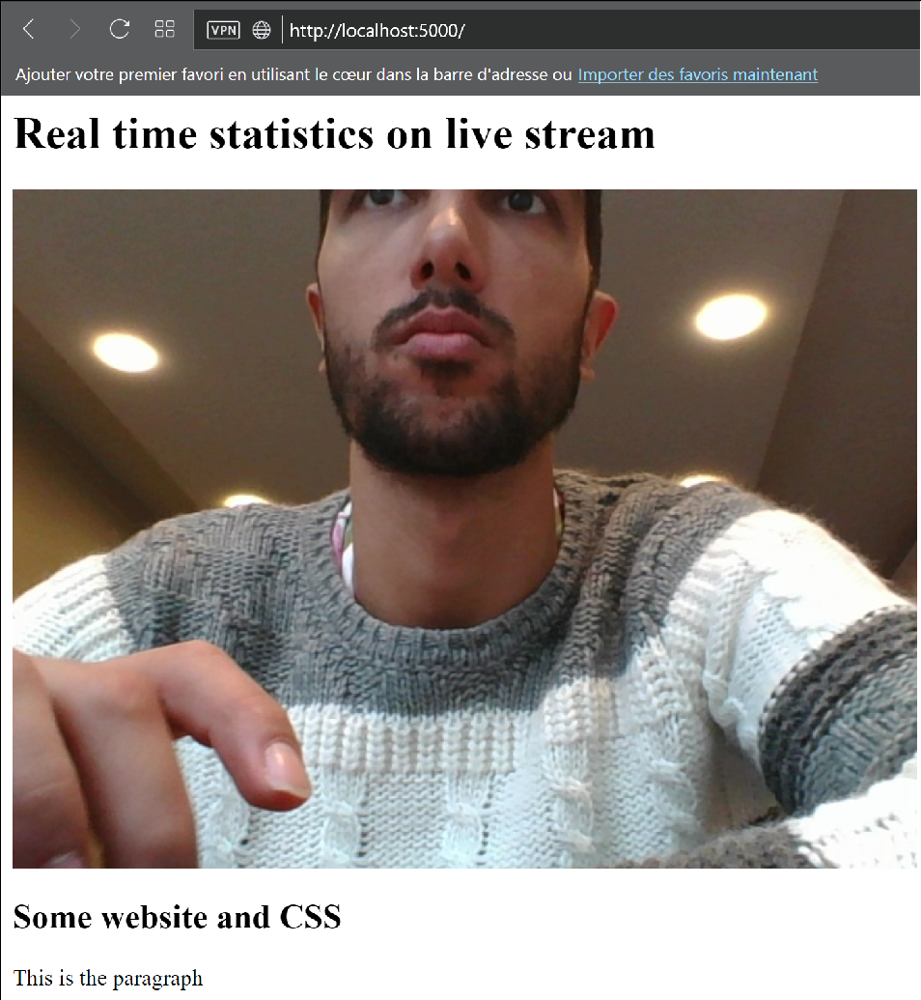 VPN http://localhost:5000/
Ajouter votre premier favori en utilisant le cœur dans la barre d'adresse ou Importer des favoris maintenant
Real time statistics on live stream
Some website and CSS
This is the paragraph